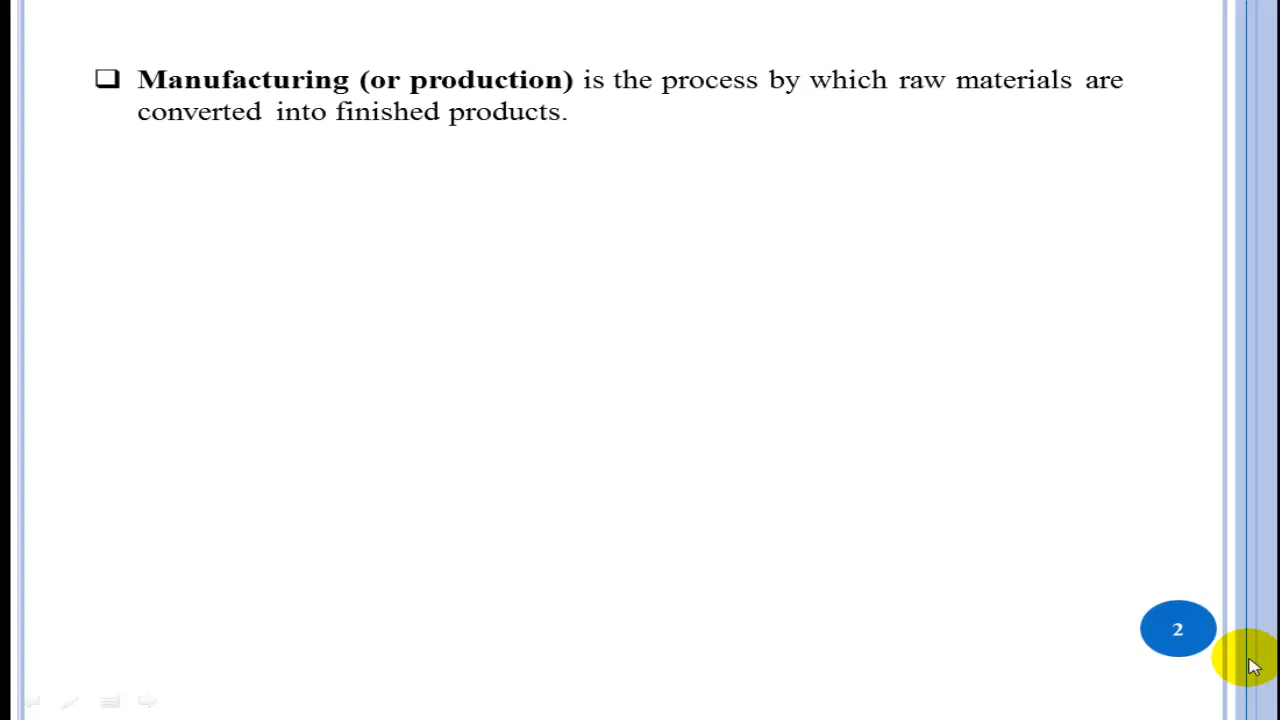 ❑ Manufacturing (or production) is the process by which raw materials are
converted into finished products.
2